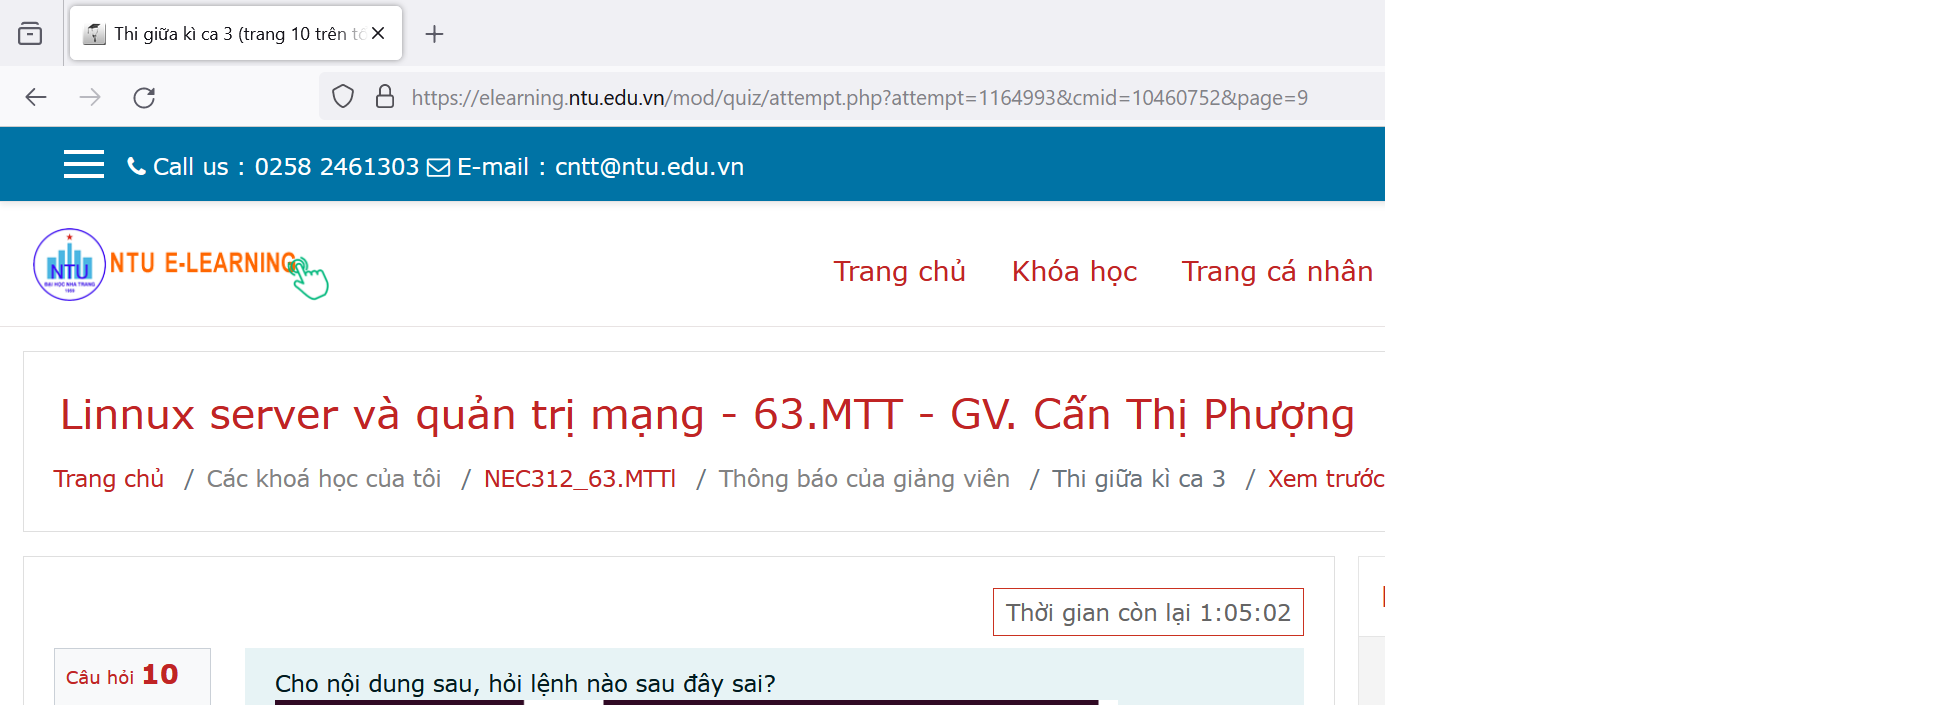 Thi giữa kì ca 3 (trang 10 trên tổ
https://elearning.ntu.edu.vn/mod/quiz/attempt.php?attempt=1164993&cmid=10460752&page=9
Call us : 0258 2461303 E-mail : cntt@ntu.edu.vn
NTU
ĐẠI HỌC NHA TRANG
1959
NTU E-LEARNING
Trang chủ Khóa học Trang cá nhân
Linnux server và quản trị mạng - 63.MTT - GV. Cấn Thị Phượng
Trang chủ / Các khoá học của tôi / NEC312_63.MTTl / Thông báo của giảng viên / Thi giữa kì ca 3 / Xem trước
Thời gian còn lại 1:05:02
Câu hỏi 10
Cho nội dung sau, hỏi lệnh nào sau đây sai?